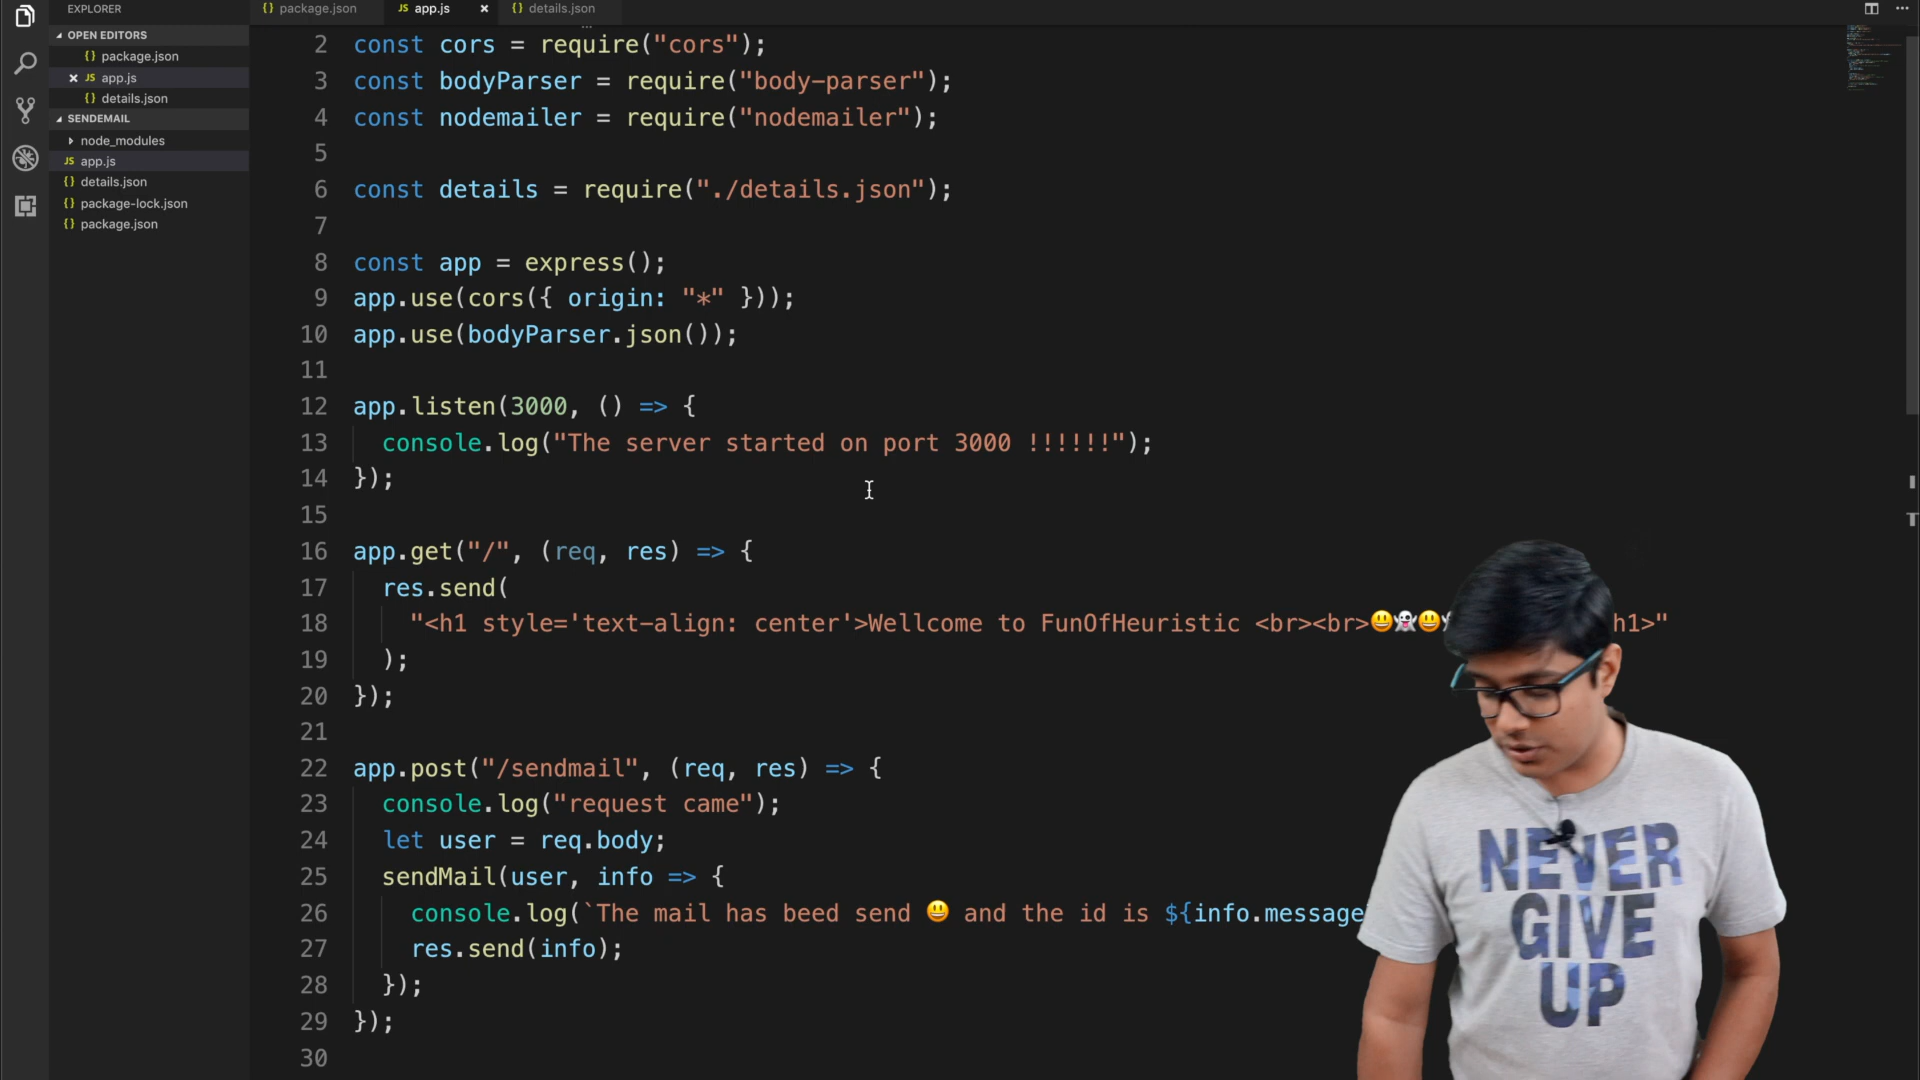 EXPLORER
OPEN EDITORS
{} package.json
× JS app.js
{} details.json
SENDEMAIL
node_modules
JS app.js
{} details.json
{} package-lock.json
{} package.json
{} package.json JS app.js × {} details.json
2 const cors = require("cors");
3 const bodyParser = require("body-parser");
4 const nodemailer = require("nodemailer");
5
6 const details = require("./details.json");
7
8 const app = express();
9 app.use(cors({ origin: "*" }));
10 app.use(bodyParser.json());
11
12 app.listen(3000, () => {
13 console.log("The server started on port 3000 !!!!!!");
14 });
15
16 app.get("/", (req, res) => {
17 res.send(
18 "<h1 style='text-align: center'>Wellcome to FunOfHeuristic <br><br>😃👻😃 h1>"
19 );
20 });
21
22 app.post("/sendmail", (req, res) => {
23 console.log("request came");
24 let user = req.body;
25 sendMail(user, info => {
26 console.log(`The mail has beed send 😃 and the id is ${info.message
27 res.send(info);
28 });
29 });
30
NEVER
GIVE
UP